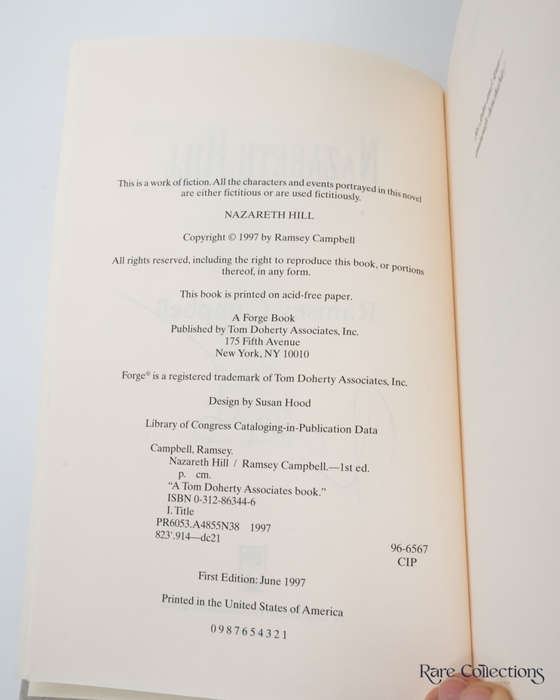 This is a work of fiction. All the characters and events portrayed in this novel
are either fictitious or are used fictitiously.
NAZARETH HILL
Copyright © 1997 by Ramsey Campbell
All rights reserved, including the right to reproduce this book, or portions
thereof, in any form.
This book is printed on acid-free paper.
A Forge Book
Published by Tom Doherty Associates, Inc.
175 Fifth Avenue
New York, NY 10010
Forge® is a registered trademark of Tom Doherty Associates, Inc.
Design by Susan Hood
Library of Congress Cataloging-in-Publication Data
Campbell, Ramsey.
Nazareth Hill / Ramsey Campbell.—1st ed.
p. cm.
“A Tom Doherty Associates book.”
ISBN 0-312-86344-6
I. Title
PR6053.A4855N38 1997
823'.914—dc21
96-6567
CIP
First Edition: June 1997
Printed in the United States of America
0 9 8 7 6 5 4 3 2 1
Rare Collections